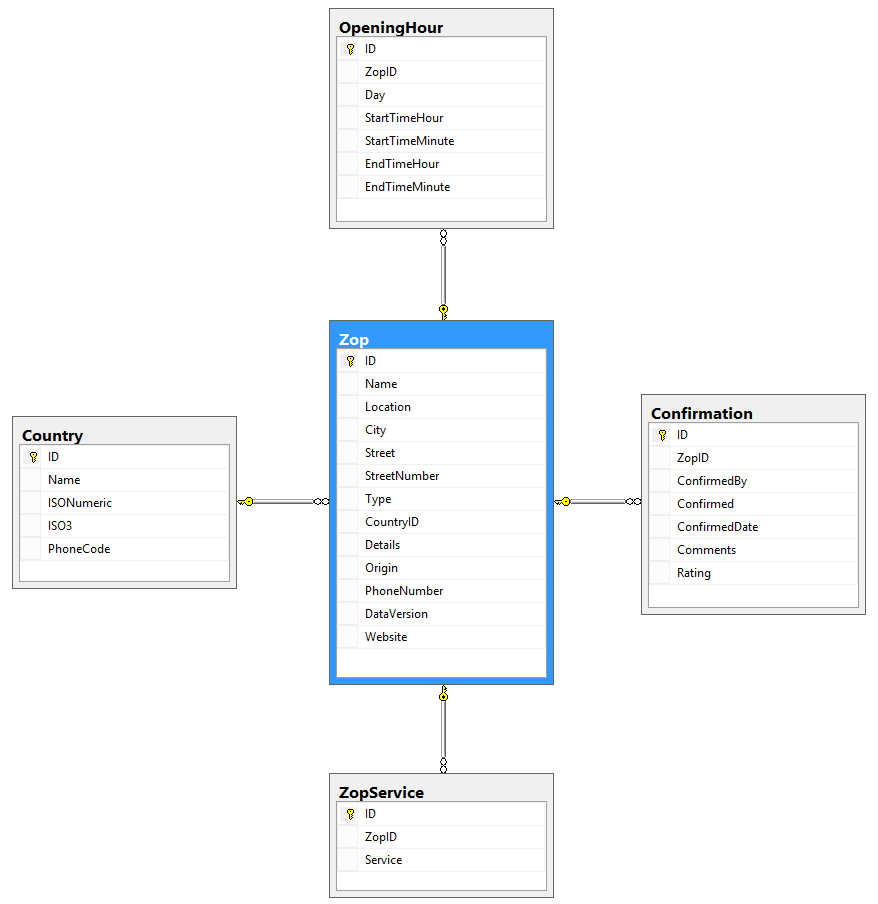 OpeningHour
ID
ZopID
Day
StartTimeHour
StartTimeMinute
EndTimeHour
EndTimeMinute
Zop
ID
Name
Location
City
Street
StreetNumber
Type
CountryID
Details
Origin
PhoneNumber
DataVersion
Website
Country
ID
Name
ISONumeric
ISO3
PhoneCode
Confirmation
ID
ZopID
ConfirmedBy
Confirmed
ConfirmedDate
Comments
Rating
ZopService
ID
ZopID
Service